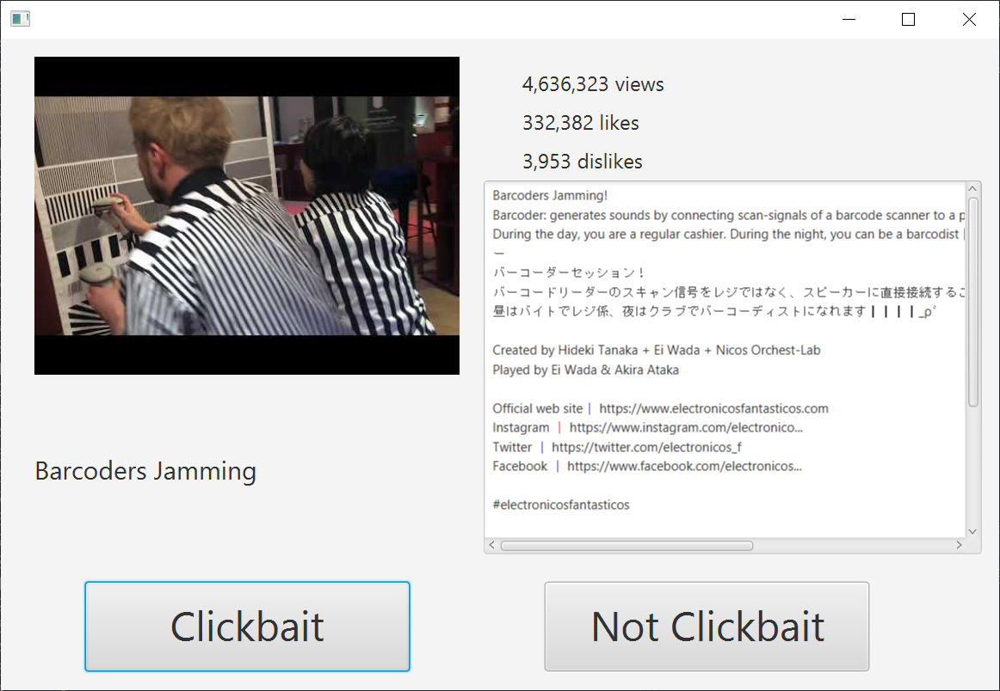 4,636,323 views
332,382 likes
3,953 dislikes
Barcoders Jamming!
Barcoder: generates sounds by connecting scan-signals of a barcode scanner to a p
During the day, you are a regular cashier. During the night, you can be a barcodist |
ー
バーコーダーセッション！
バーコードリーダーのスキャン信号をレジではなく、スピーカーに直接接続するこ
昼はバイトでレジ係、夜はクラブでバーコーディストになれます┃┃┃┃_ρﾞ
Created by Hideki Tanaka + Ei Wada + Nicos Orchest-Lab
Played by Ei Wada & Akira Ataka
Official web site | https://www.electronicosfantasticos.com
Instagram | https://www.instagram.com/electronico...
Twitter | https://twitter.com/electronicos_f
Facebook | https://www.facebook.com/electronicos...
#electronicosfantasticos
Barcoders Jamming
Clickbait
Not Clickbait